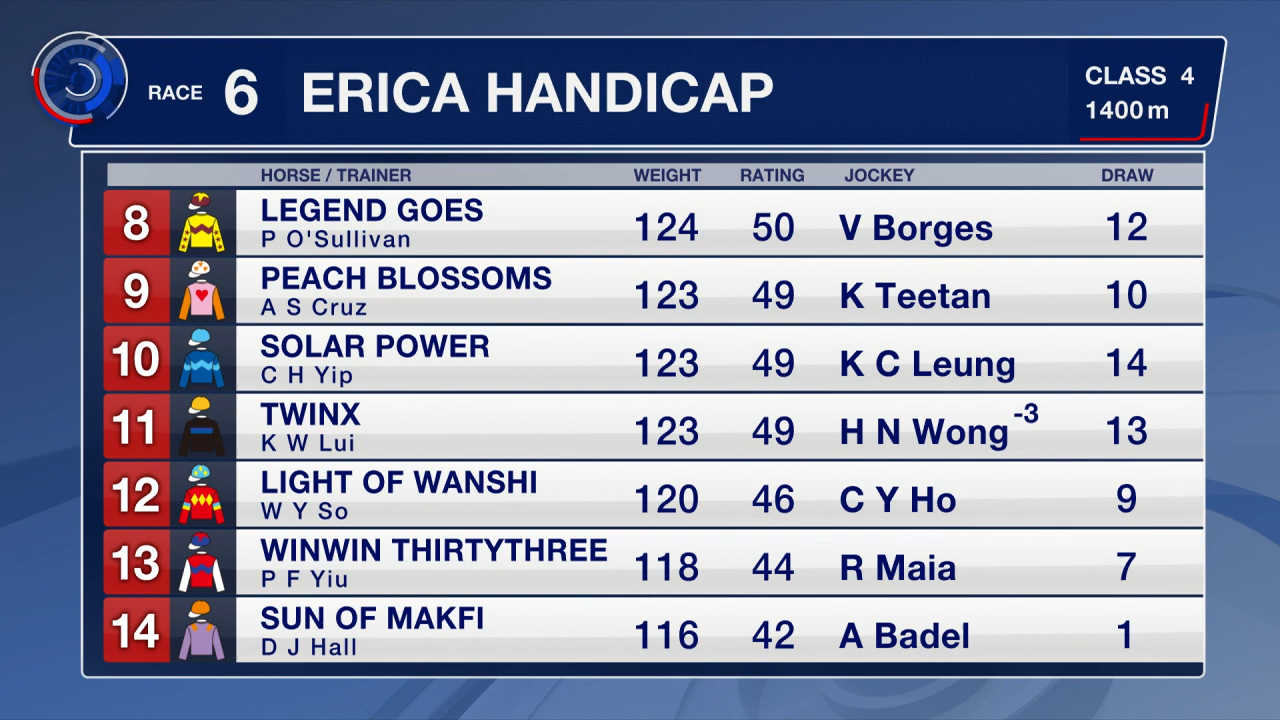 RACE 6 ERICA HANDICAP CLASS 4
1400m
HORSE / TRAINER WEIGHT RATING JOCKEY DRAW
8 LEGEND GOES 124 50 V Borges 12
P O'Sullivan
9 PEACH BLOSSOMS 123 49 K Teetan 10
A S Cruz
10 SOLAR POWER 123 49 K C Leung 14
C H Yip
11 TWINX 123 49 H N Wong -3 13
K W Lui
12 LIGHT OF WANSHI 120 46 C Y Ho 9
W Y So
13 WINWIN THIRTYTHREE 118 44 R Maia 7
P F Yiu
14 SUN OF MAKFI 116 42 A Badel 1
D J Hall